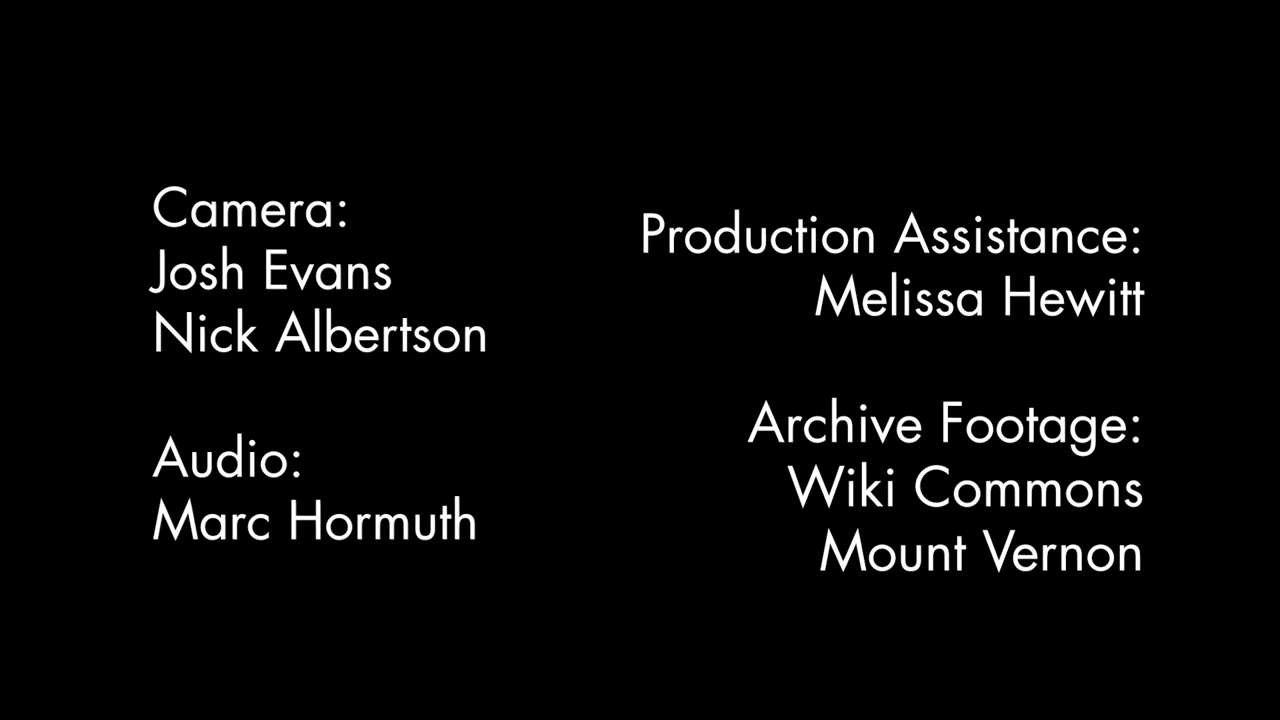 Camera:
Josh Evans
Nick Albertson
Audio:
Marc Hormuth
Production Assistance:
Melissa Hewitt
Archive Footage:
Wiki Commons
Mount Vernon